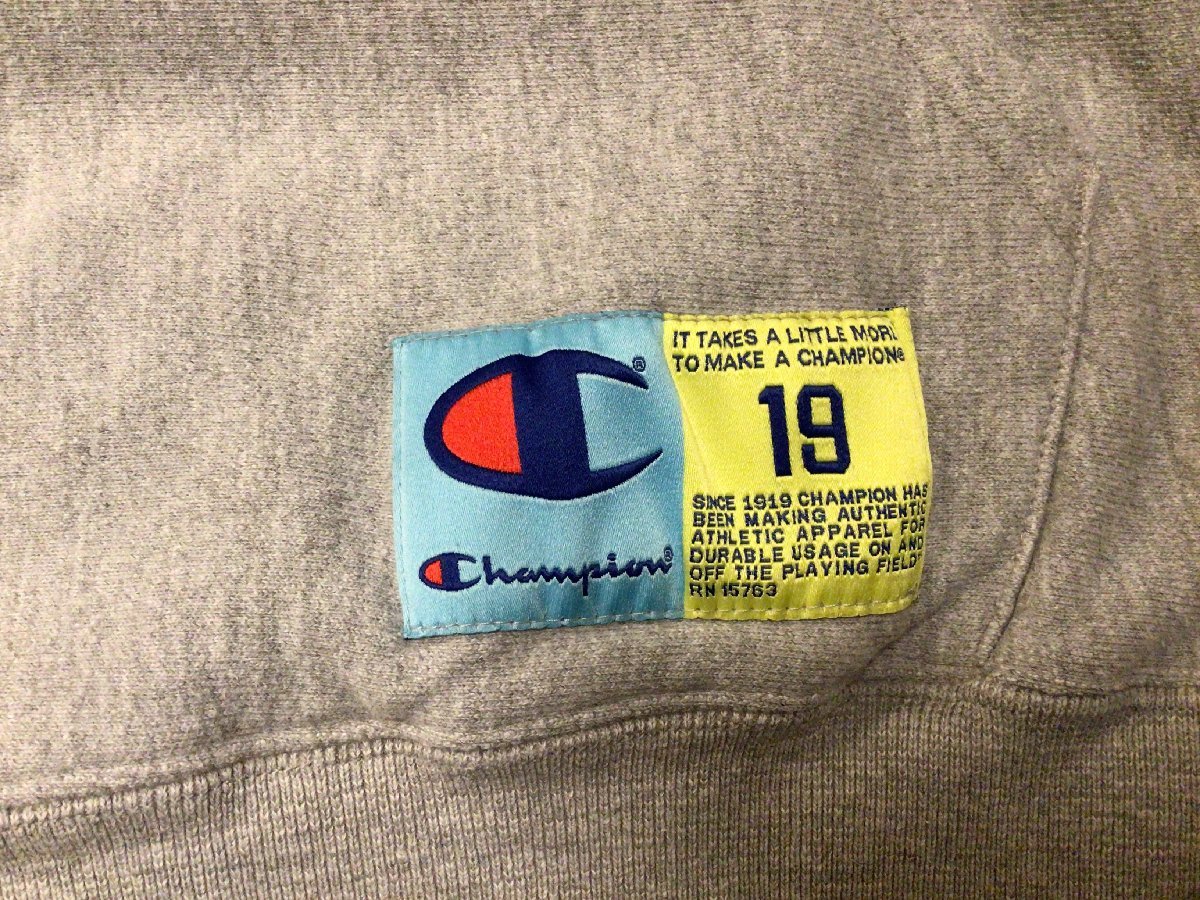 ®
Champion®
IT TAKES A LITTLE MORE
TO MAKE A CHAMPION®
19
SINCE 1919 CHAMPION HAS
BEEN MAKING AUTHENTIC
ATHLETIC APPAREL FOR
DURABLE USAGE ON AND
OFF THE PLAYING FIELD
RN 15763